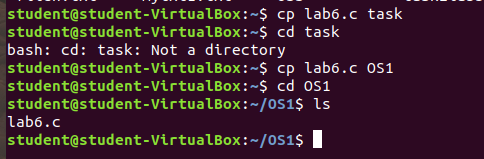 student@student-VirtualBox:~$ cp lab6.c task
student@student-VirtualBox:~$ cd task
bash: cd: task: Not a directory
student@student-VirtualBox:~$ cp lab6.c OS1
student@student-VirtualBox:~$ cd OS1
student@student-VirtualBox:~/OS1$ ls
lab6.c
student@student-VirtualBox:~/OS1$